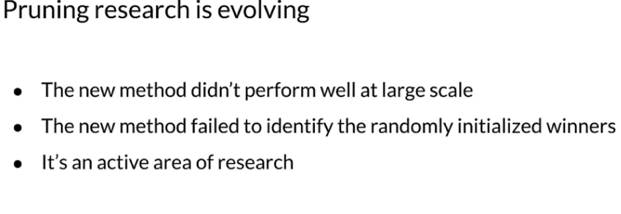 Pruning research is evolving
● The new method didn’t perform well at large scale
● The new method failed to identify the randomly initialized winners
● It’s an active area of research